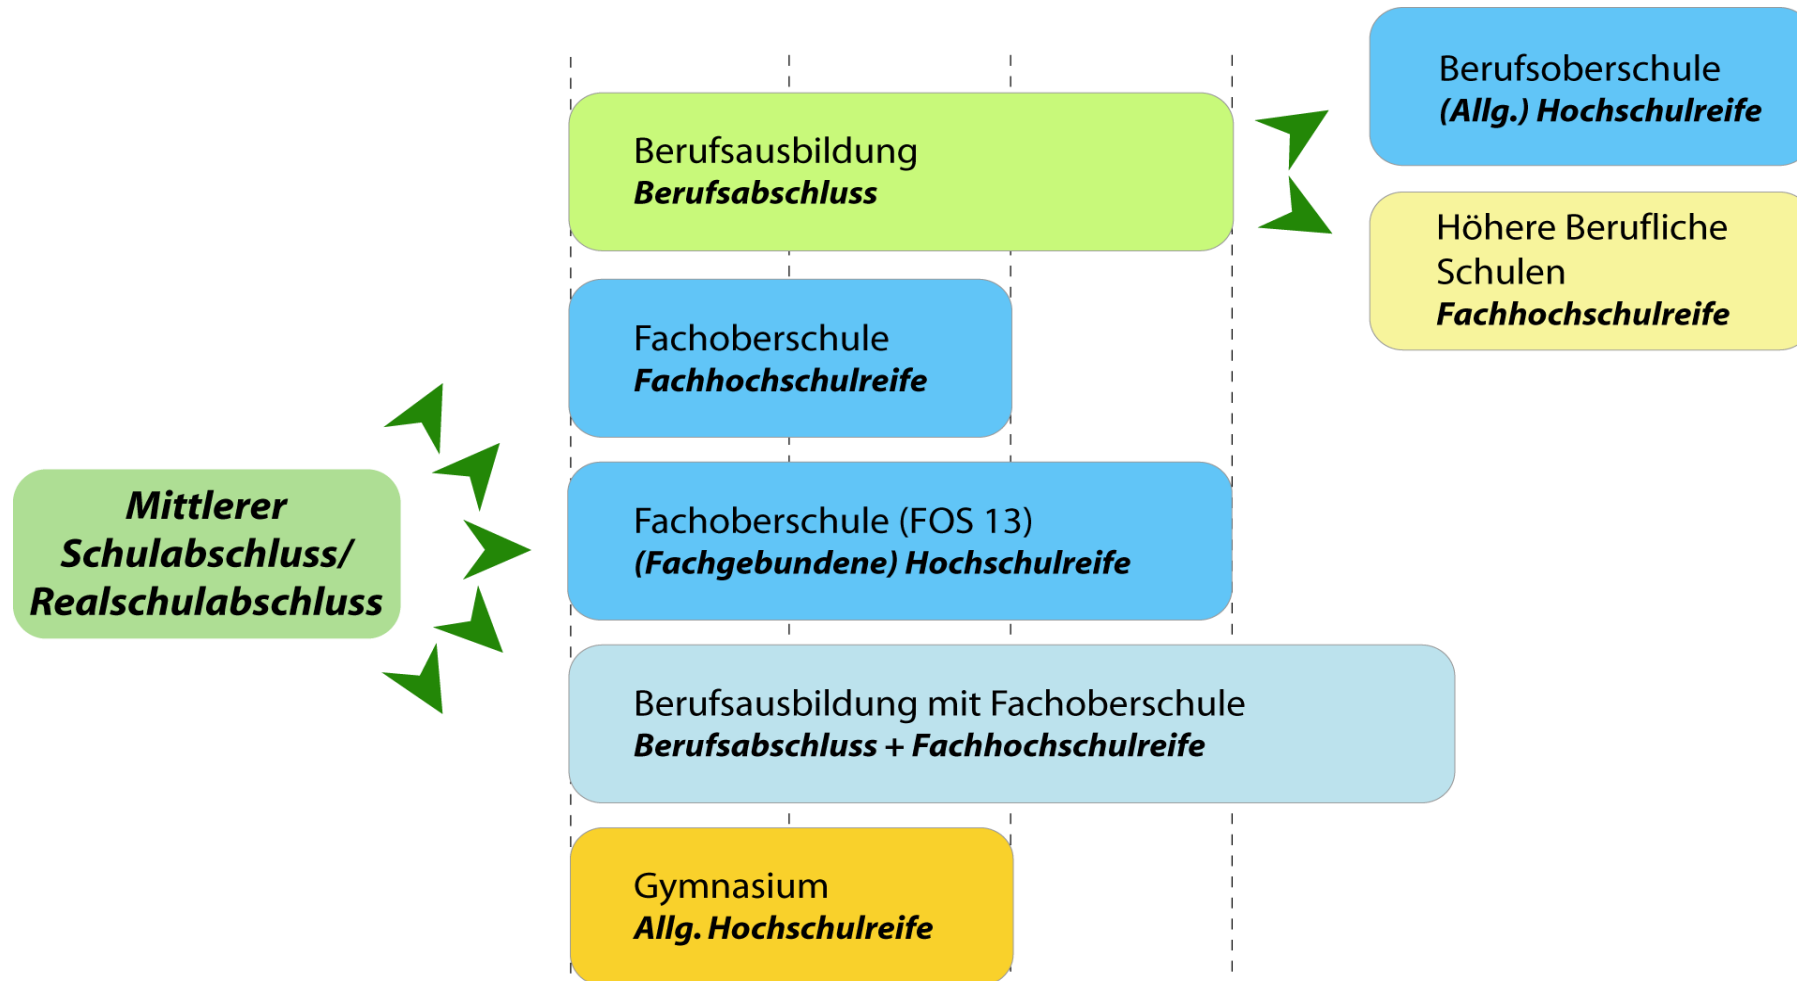 Berufsoberschule
(Allg.) Hochschulreife
Berufsausbildung
Berufsabschluss
Höhere Berufliche
Schulen
Fachhochschulreife
Fachoberschule
Fachhochschulreife
Mittlerer
Schulabschluss/
Realschulabschluss
Fachoberschule (FOS 13)
(Fachgebundene) Hochschulreife
Berufsausbildung mit Fachoberschule
Berufsabschluss + Fachhochschulreife
Gymnasium
Allg. Hochschulreife